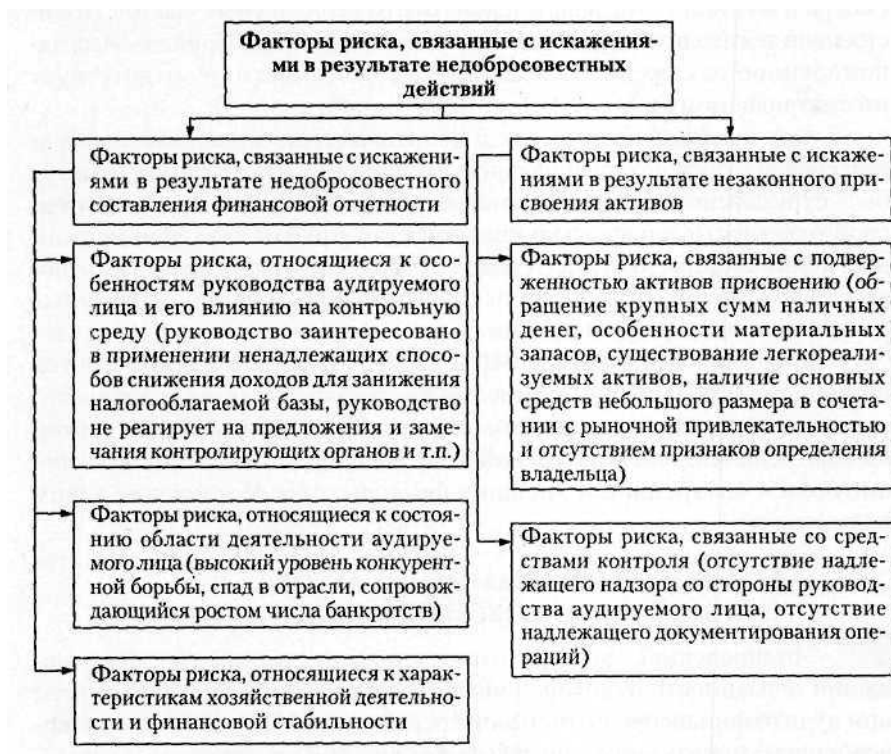 Факторы риска, связанные с искажения-
ми в результате недобросовестных
действий
Факторы риска, связанные с искажени-
ями в результате недобросовестного
составления финансовой отчетности
Факторы риска, относящиеся к осо-
бенностям руководства аудируемого
лица и его влиянию на контрольную
среду (руководство заинтересовано
в применении ненадлежащих спосо-
бов снижения доходов для занижения
налогооблагаемой базы, руководство
не реагирует на предложения и заме-
чания контролирующих органов и т.п.)
Факторы риска, относящиеся к состо-
янию области деятельности аудируе-
мого лица (высокий уровень конкурент-
ной борьбы, спад в отрасли, сопровож-
дающийся ростом числа банкротств)
Факторы риска, относящиеся к харак-
теристикам хозяйственной деятельно-
сти и финансовой стабильности
Факторы риска, связанные с искаже-
ниями в результате незаконного при-
своения активов
Факторы риска, связанные с подвер-
женностью активов присвоению (об-
ращение крупных сумм наличных
денег, особенности материальных
запасов, существование легкореали-
зуемых активов, наличие основных
средств небольшого размера в сочета-
нии с рыночной привлекательностью
и отсутствием признаков определения
владельца)
Факторы риска, связанные со сред-
ствами контроля (отсутствие надле-
жащего надзора со стороны руковод-
ства аудируемого лица, отсутствие
надлежащего документирования опе-
раций)